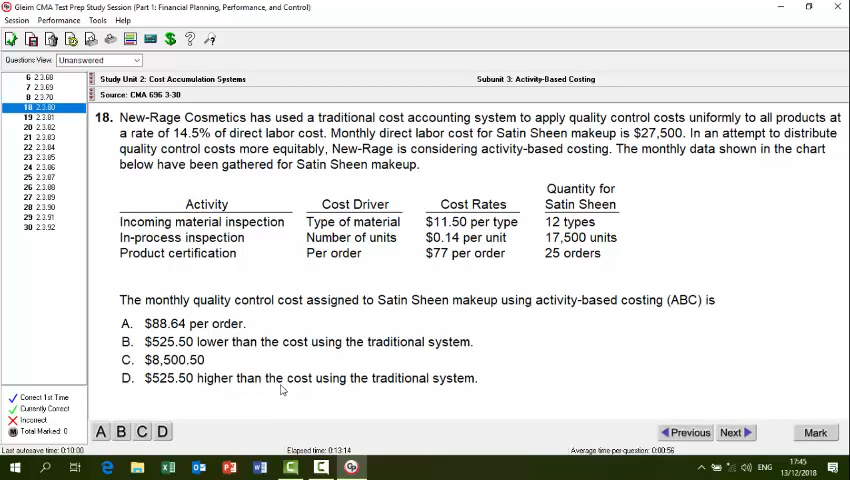 Gleim CMA Test Prep Study Session (Part 1: Financial Planning, Performance, and Control)
Session Performance Tools Help
Questions View: Unanswered
6 2.3.68
7 2.3.69
8 2.3.70
18 2.3.80
19 2.3.81
20 2.3.82
21 2.3.83
22 2.3.84
23 2.3.85
24 2.3.86
25 2.3.87
26 2.3.88
27 2.3.89
28 2.3.90
29 2.3.91
30 2.3.92
Study Unit 2: Cost Accumulation Systems Subunit 3: Activity-Based Costing
Source: CMA 696 3-30
18. New-Rage Cosmetics has used a traditional cost accounting system to apply quality control costs uniformly to all products at
a rate of 14.5% of direct labor cost. Monthly direct labor cost for Satin Sheen makeup is $27,500. In an attempt to distribute
quality control costs more equitably, New-Rage is considering activity-based costing. The monthly data shown in the chart
below have been gathered for Satin Sheen makeup.
Quantity for
Activity Cost Driver Cost Rates Satin Sheen
Incoming material inspection Type of material $11.50 per type 12 types
In-process inspection Number of units $0.14 per unit 17,500 units
Product certification Per order $77 per order 25 orders
The monthly quality control cost assigned to Satin Sheen makeup using activity-based costing (ABC) is
A. $88.64 per order.
B. $525.50 lower than the cost using the traditional system.
C. $8,500.50
D. $525.50 higher than the cost using the traditional system.
Correct 1st Time
Currently Correct
Incorrect
M Total Marked: 0
A B C D
Previous Next Mark
Last autosave time: 0:10:00 Elapsed time: 0:13:14 Average time per question: 0:00:56
ENG
17:45
13/12/2018